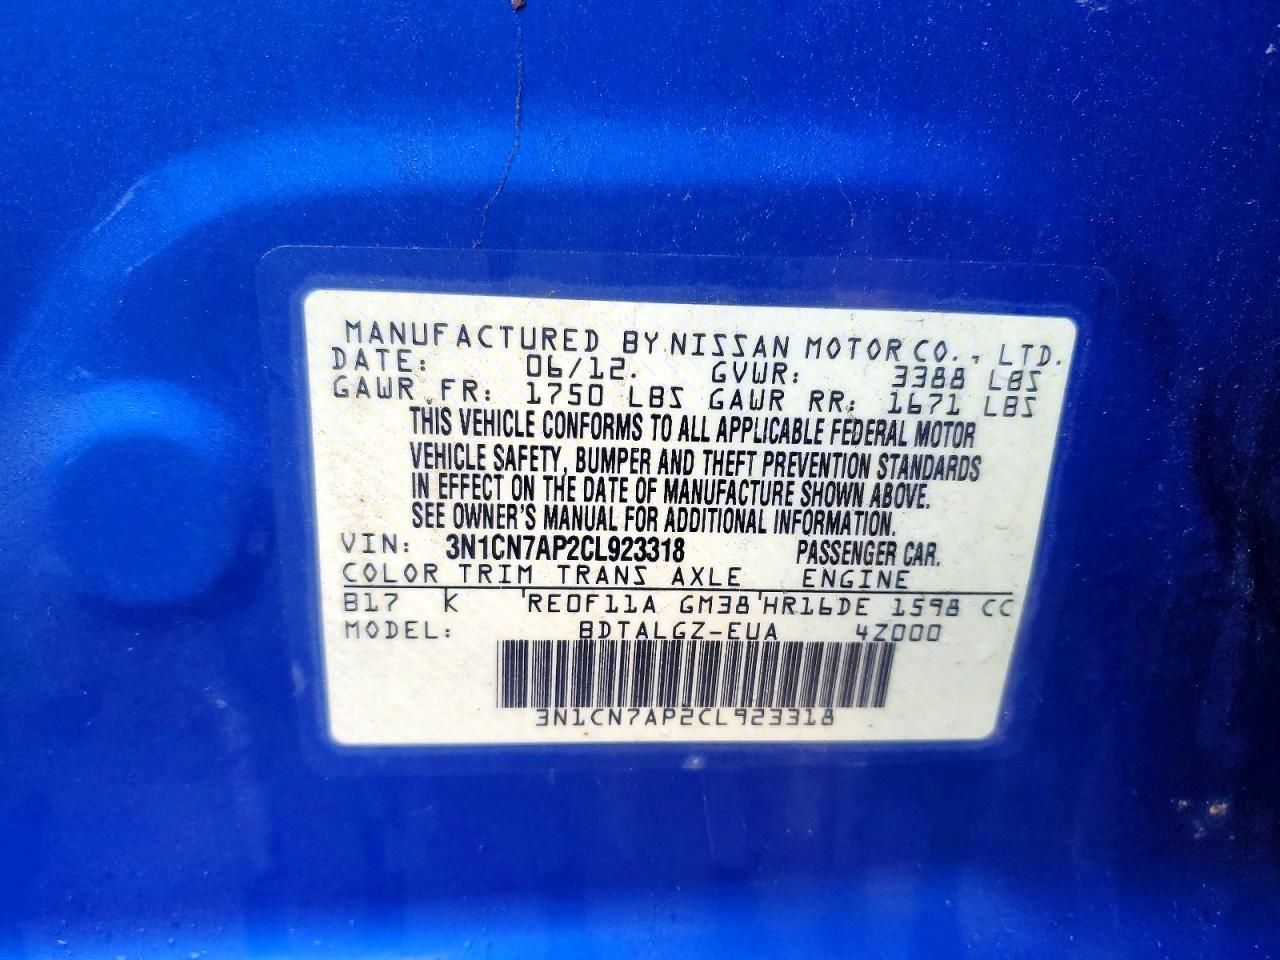 MANUFACTURED BY NISSAN MOTOR CO., LTD.
DATE: 06/12. GVWR: 3388 LBS
GAWR FR: 1750 LBS GAWR RR: 1671 LBS
THIS VEHICLE CONFORMS TO ALL APPLICABLE FEDERAL MOTOR
VEHICLE SAFETY, BUMPER AND THEFT PREVENTION STANDARDS
IN EFFECT ON THE DATE OF MANUFACTURE SHOWN ABOVE.
SEE OWNER'S MANUAL FOR ADDITIONAL INFORMATION.
VIN: 3N1CN7AP2CL923318 PASSENGER CAR.
COLOR TRIM TRANS AXLE ENGINE
B17 K RE0F11A GM38 HR16DE 1598 CC
MODEL: BDTALGZ-EUA 4Z000
3N1CN7AP2CL923318